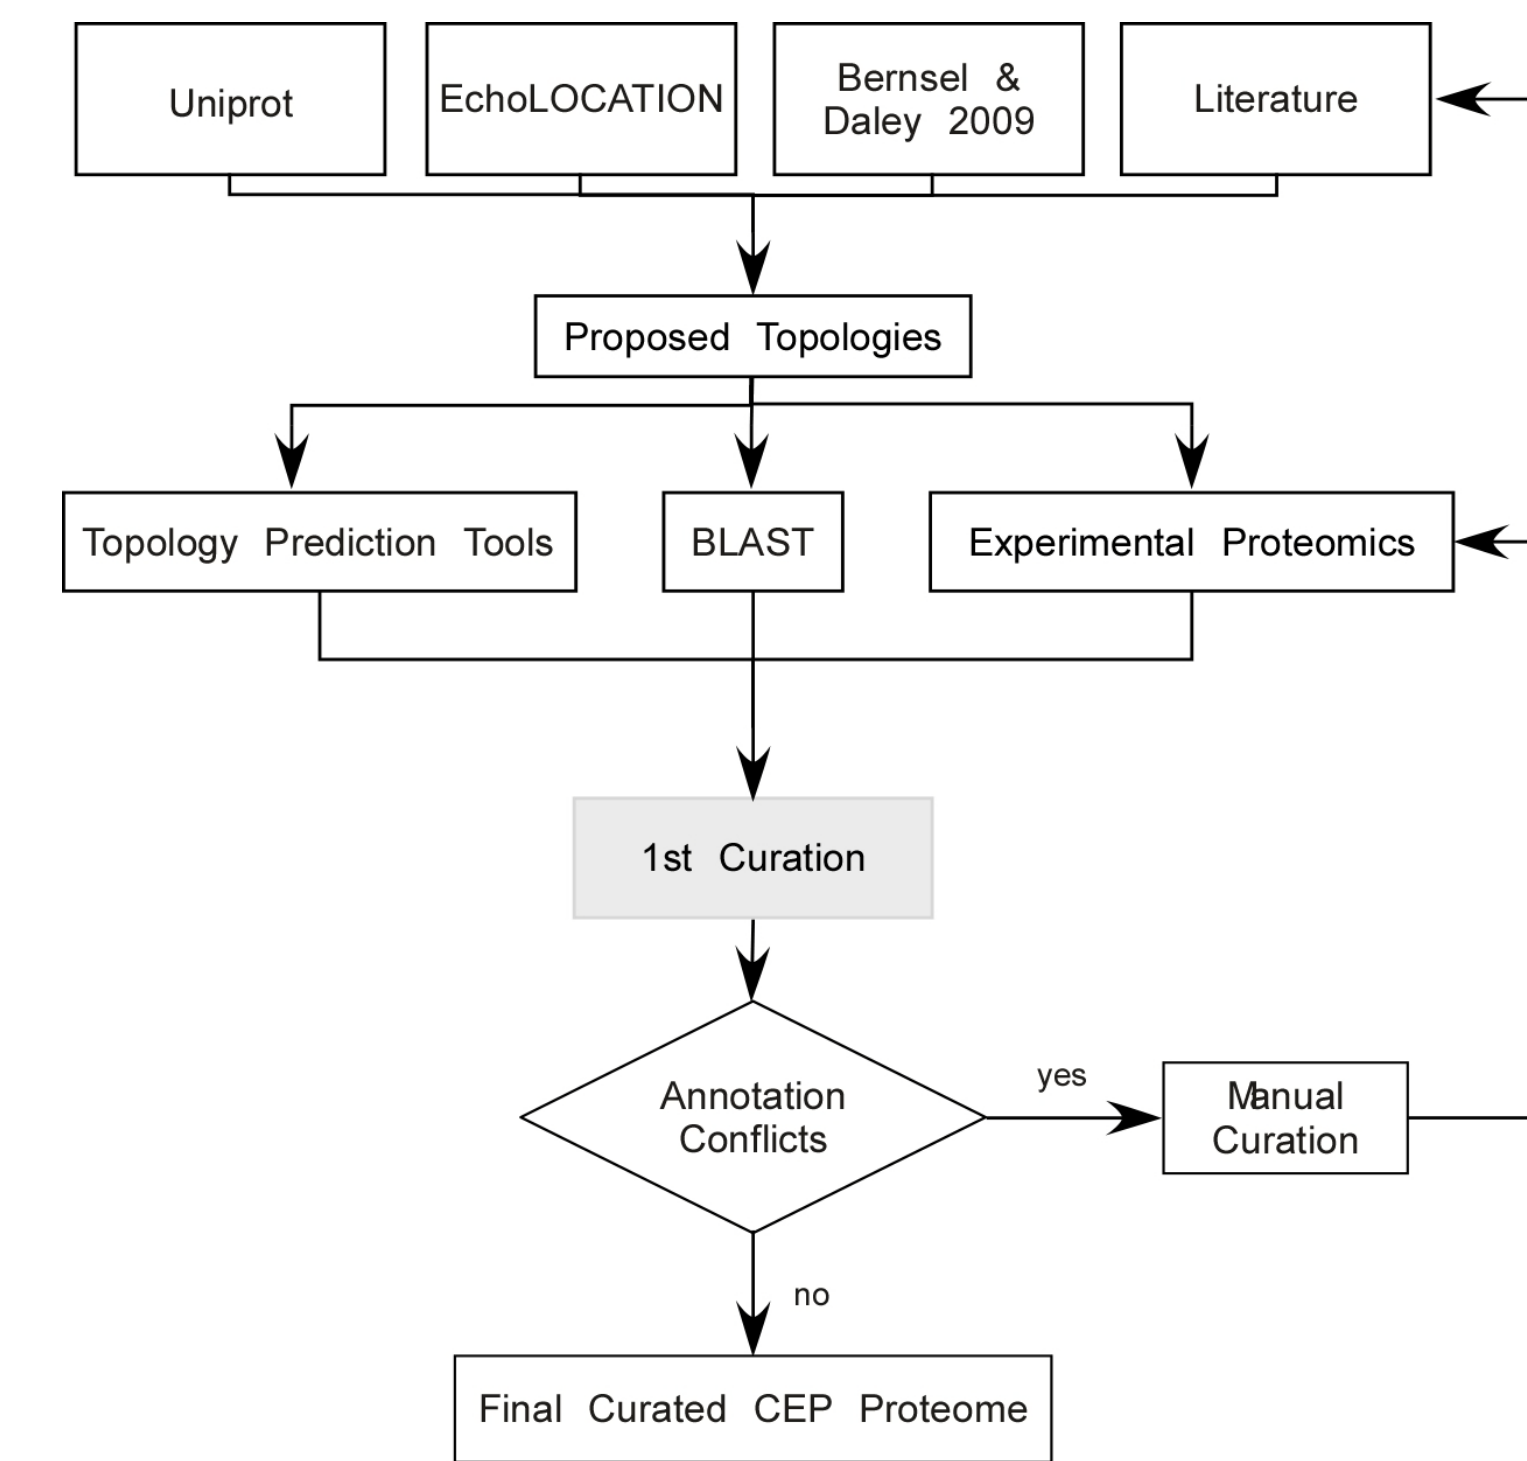 Uniprot
EchoLOCATION
Bernsel &
Daley 2009
Literature
Proposed Topologies
Topology Prediction Tools
BLAST
Experimental Proteomics
1st Curation
Annotation
Conflicts
yes
Manual
Curation
no
Final Curated CEP Proteome